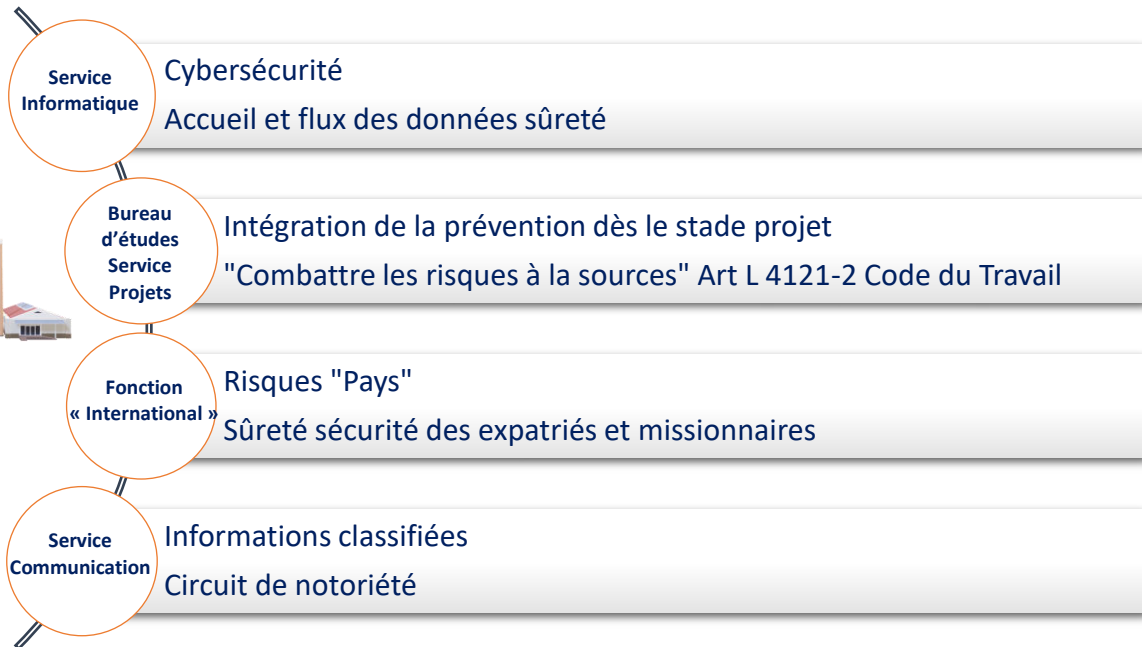 Service
Informatique
Cybersécurité
Accueil et flux des données sûreté
Bureau
d’études
Service
Projets
Intégration de la prévention dès le stade projet
"Combattre les risques à la sources" Art L 4121-2 Code du Travail
Fonction
« International »
Risques "Pays"
Sûreté sécurité des expatriés et missionnaires
Service
Communication
Informations classifiées
Circuit de notoriété